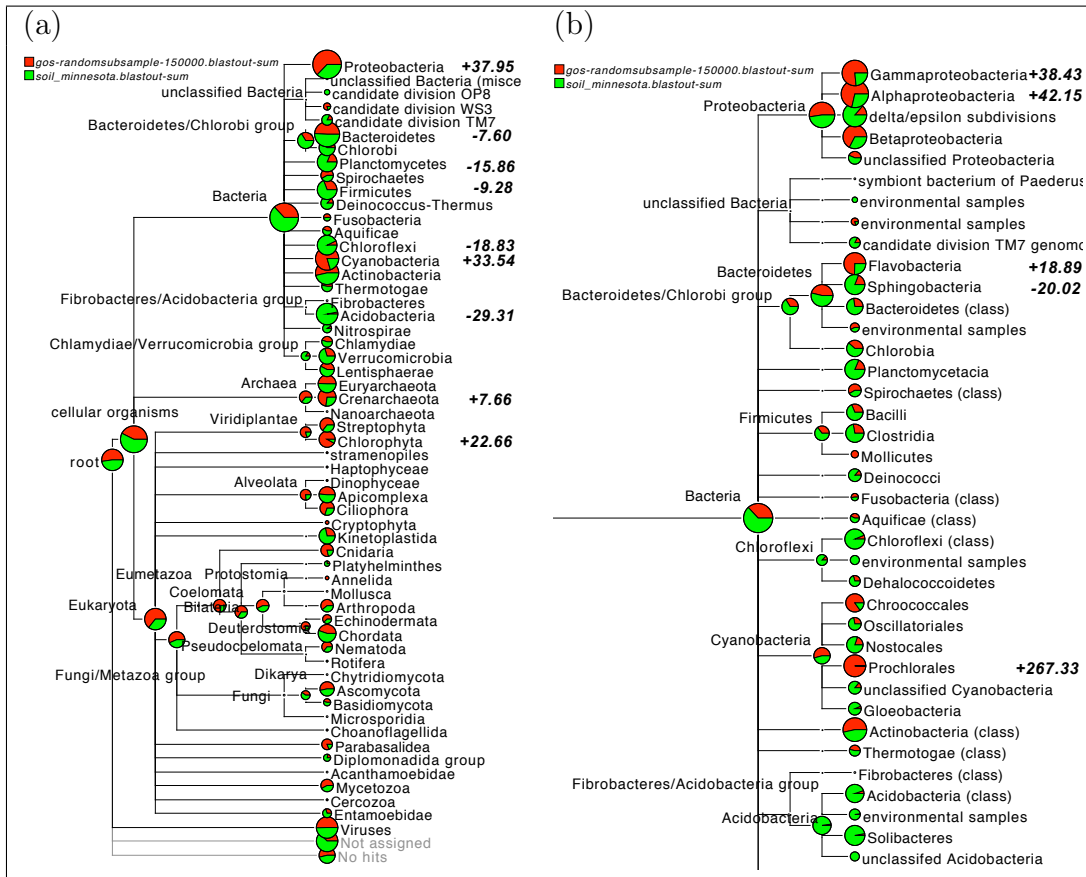 (a)
gos-randomsubsample-150000.blastout-sum
soil_minnesota.blastout-sum
Proteobacteria +37.95
unclassified Bacteria (misce
unclassified Bacteria
candidate division OP8
candidate division WS3
candidate division TM7
Bacteroidetes/Chlorobi group
Bacteroidetes -7.60
Chlorobi
Planctomycetes -15.86
Spirochaetes
Firmicutes -9.28
Bacteria
Deinococcus-Thermus
Fusobacteria
Aquificae
Chloroflexi -18.83
Cyanobacteria +33.54
Actinobacteria
Thermotogae
Fibrobacteres/Acidobacteria group
Fibrobacteres
Acidobacteria -29.31
Nitrospirae
Chlamydiae/Verrucomicrobia group
Chlamydiae
Verrucomicrobia
Lentisphaerae
Archaea
Euryarchaeota
Crenarchaeota +7.66
Nanoarchaeota
cellular organisms
Viridiplantae
Streptophyta
Chlorophyta +22.66
root
stramenopiles
Haptophyceae
Dinophyceae
Alveolata
Apicomplexa
Ciliophora
Cryptophyta
Kinetoplastida
Cnidaria
Platyhelminthes
Eumetazoa
Protostomia
Annelida
Coelomata
Mollusca
Eukaryota
Bilateria
Arthropoda
Echinodermata
Deuterostomia
Chordata
Pseudocoelomata
Nematoda
Rotifera
Fungi/Metazoa group
Dikarya
Chytridiomycota
Fungi
Ascomycota
Basidiomycota
Microsporidia
Choanoflagellida
Parabasalidea
Diplomonadida group
Acanthamoebidae
Mycetozoa
Cercozoa
Entamoebidae
Viruses
Not assigned
No hits
(b)
gos-randomsubsample-150000.blastout-sum
soil_minnesota.blastout-sum
Gammaproteobacteria +38.43
Alphaproteobacteria +42.15
Proteobacteria
delta/epsilon subdivisions
Betaproteobacteria
unclassified Proteobacteria
symbiont bacterium of Paederus
unclassified Bacteria
environmental samples
environmental samples
candidate division TM7 genomo
Bacteroidetes
Flavobacteria +18.89
Sphingobacteria -20.02
Bacteroidetes/Chlorobi group
Bacteroidetes (class)
environmental samples
Chlorobia
Planctomycetacia
Spirochaetes (class)
Bacilli
Firmicutes
Clostridia
Mollicutes
Deinococci
Bacteria
Fusobacteria (class)
Aquificae (class)
Chloroflexi (class)
Chloroflexi
environmental samples
Dehalococcoidetes
Chroococcales
Oscillatoriales
Cyanobacteria
Nostocales
Prochlorales +267.33
unclassified Cyanobacteria
Gloeobacteria
Actinobacteria (class)
Thermotogae (class)
Fibrobacteres/Acidobacteria group
Fibrobacteres (class)
Acidobacteria (class)
Acidobacteria
environmental samples
Solibacteres
unclassifed Acidobacteria